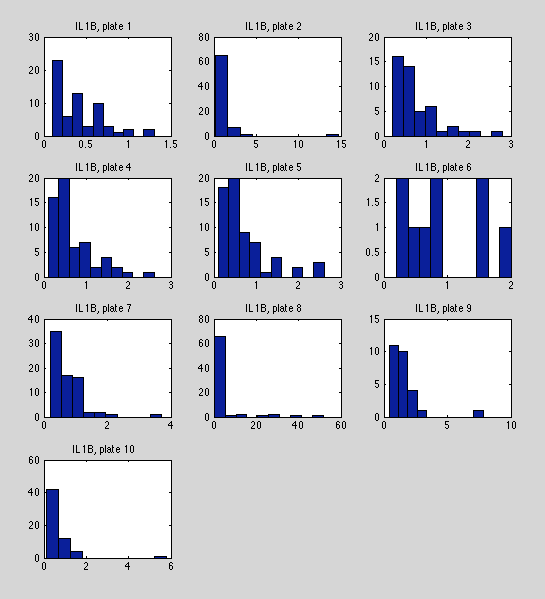 IL1B, plate 1
IL1B, plate 2
IL1B, plate 3
30
20
10
0
0 0.5 1 1.5
80
60
40
20
0
0 5 10 15
20
15
10
5
0
0 1 2 3
IL1B, plate 4
IL1B, plate 5
IL1B, plate 6
20
15
10
5
0
0 1 2 3
20
15
10
5
0
0 1 2 3
2
1.5
1
0.5
0
0 1 2
IL1B, plate 7
IL1B, plate 8
IL1B, plate 9
40
30
20
10
0
0 2 4
80
60
40
20
0
0 20 40 60
15
10
5
0
0 5 10
IL1B, plate 10
60
40
20
0
0 2 4 6